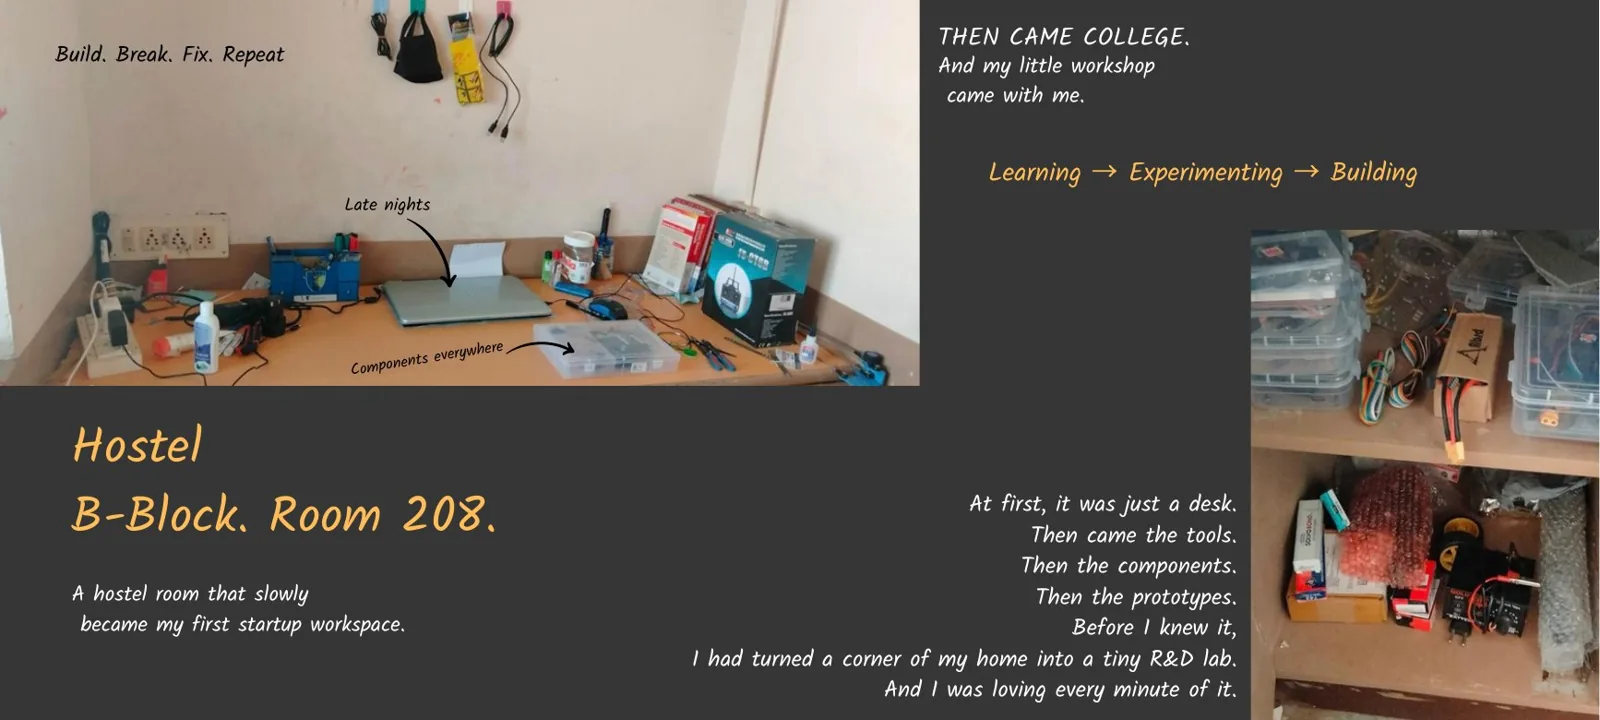 Build. Break. Fix. Repeat
Late nights
Components everywhere
THEN CAME COLLEGE.
And my little workshop
came with me.
Learning → Experimenting → Building
Hostel
B-Block. Room 208.
A hostel room that slowly
became my first startup workspace.
At first, it was just a desk.
Then came the tools.
Then the components.
Then the prototypes.
Before I knew it,
I had turned a corner of my home into a tiny R&D lab.
And I was loving every minute of it.